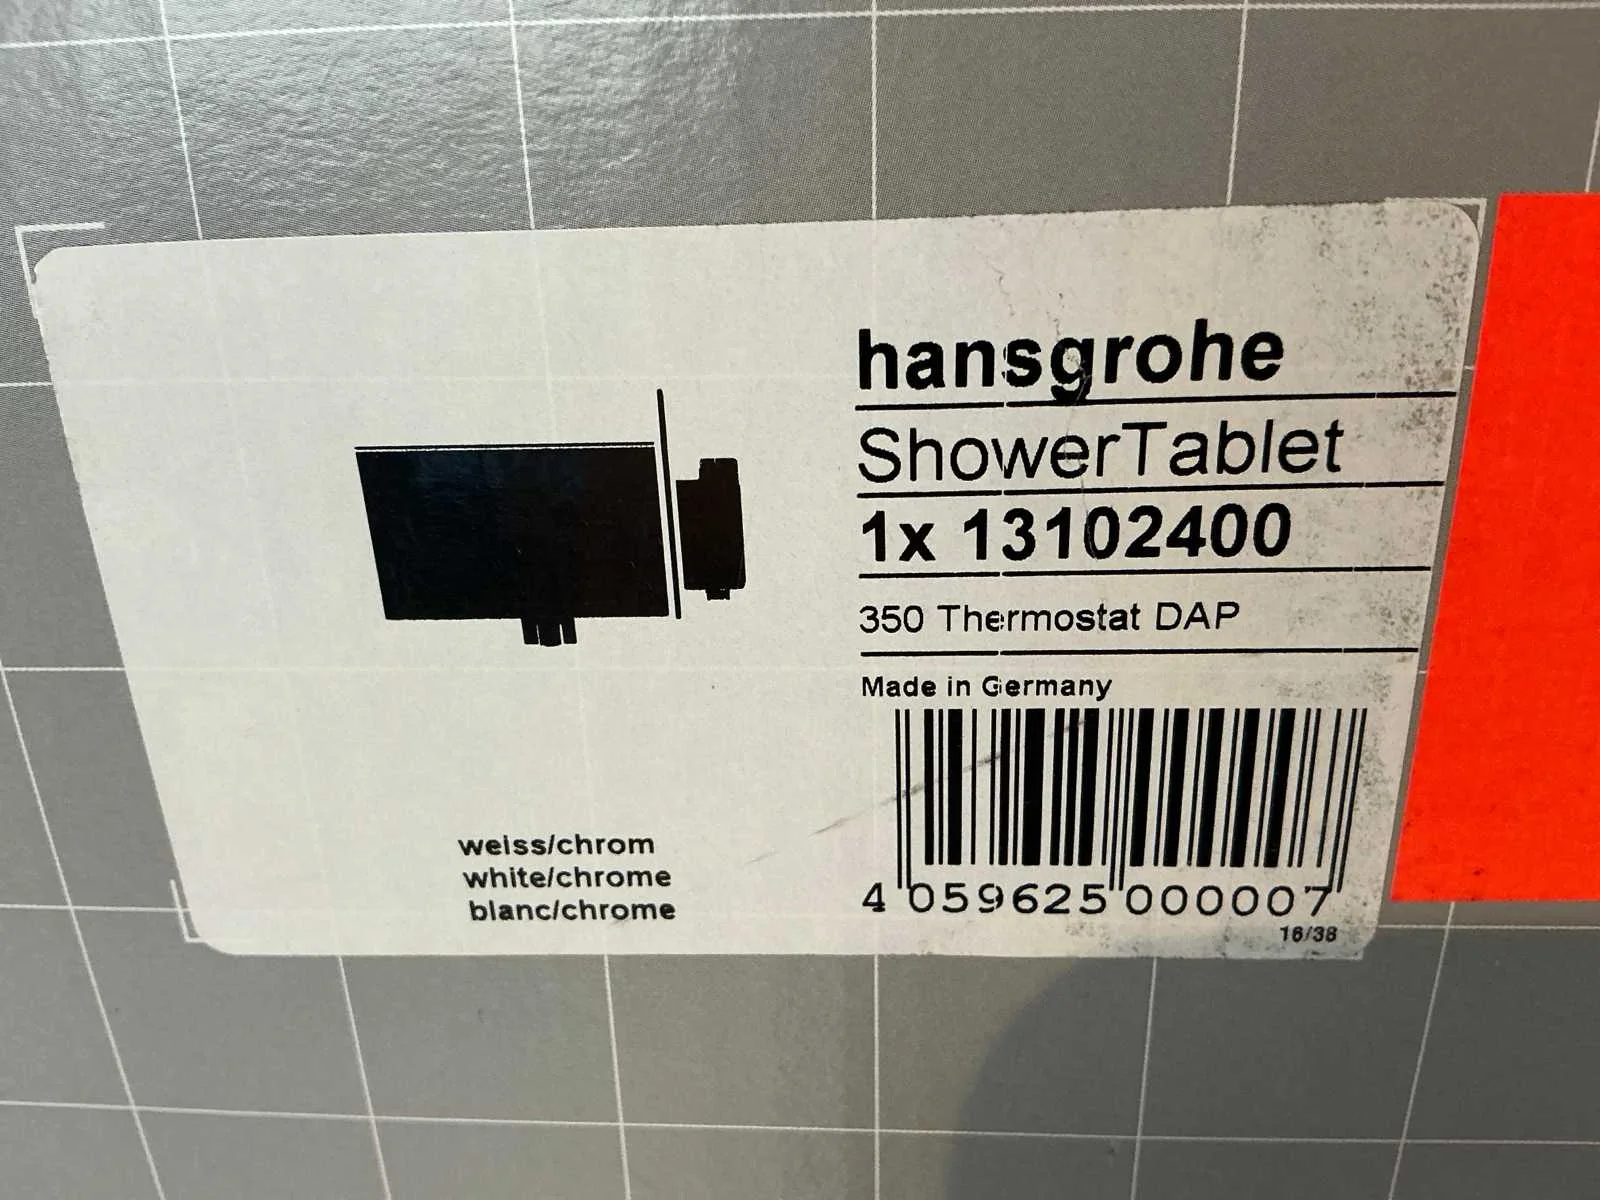 hansgrohe
ShowerTablet
1x 13102400
350 Thermostat DAP
Made in Germany
4 059625 000007
16/38
weiss/chrom
white/chrome
blanc/chrome